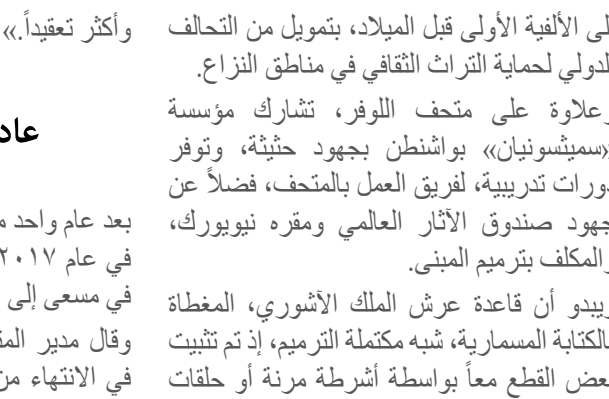 لى الألفية الأولى قبل الميلاد، بتمويل من التحالف
لدولي لحماية التراث الثقافي في مناطق النزاع.
وعلاوة على متحف اللوفر، تشارك مؤسسة
«سميثسونيان» بواشنطن بجهود حثيثة، وتوفر
دورات تدريبية، لفريق العمل بالمتحف، فضلاً عن
جهود صندوق الآثار العالمي ومقره نيويورك،
والمكلف بترميم المبنى.
ويبدو أن قاعدة عرش الملك الآشوري، المغطاة
بالكتابة المسمارية، شبه مكتملة الترميم، إذ تم تثبيت
بعض القطع معاً بواسطة أشرطة مرنة أو حلقات
وأكثر تعقيداً.»
عاد
بعد عام واحد م
في عام ٢٠١٧
في مسعى إلى
وقال مدير المت
في الانتهاء من